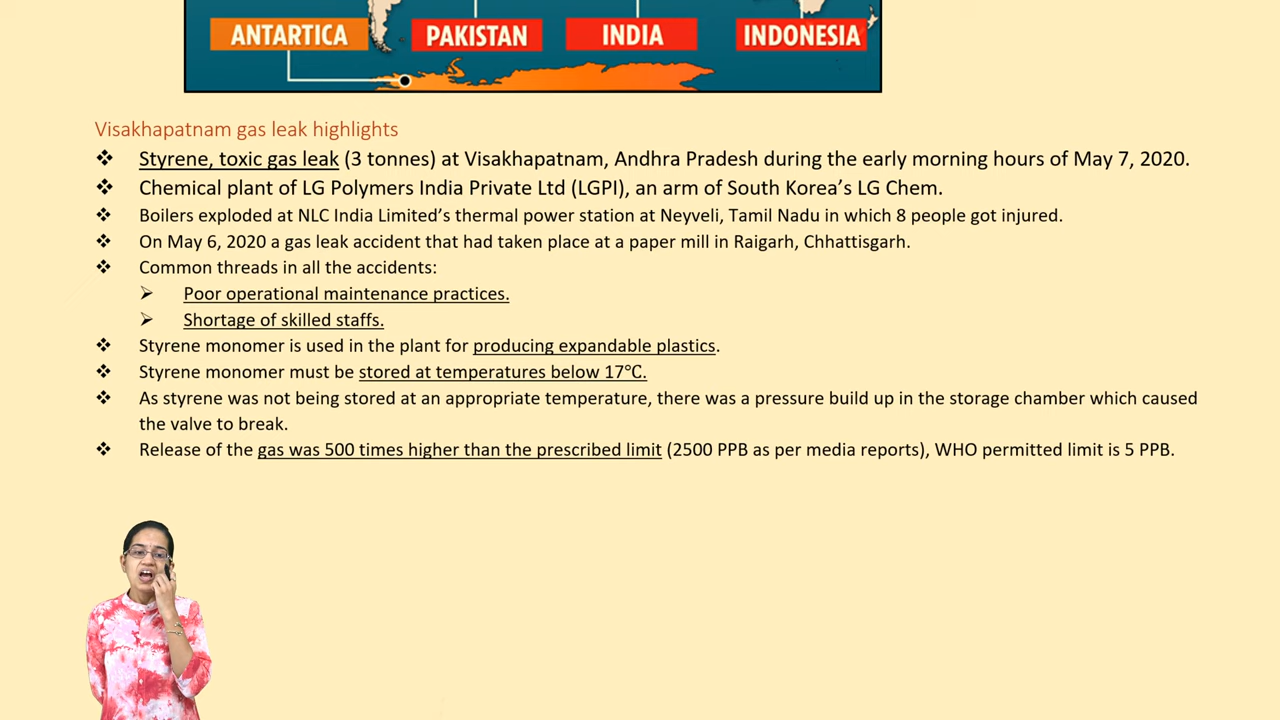 ANTARTICA PAKISTAN INDIA INDONESIA
Visakhapatnam gas leak highlights
❖ Styrene, toxic gas leak (3 tonnes) at Visakhapatnam, Andhra Pradesh during the early morning hours of May 7, 2020.
❖ Chemical plant of LG Polymers India Private Ltd (LGPI), an arm of South Korea’s LG Chem.
❖ Boilers exploded at NLC India Limited’s thermal power station at Neyveli, Tamil Nadu in which 8 people got injured.
❖ On May 6, 2020 a gas leak accident that had taken place at a paper mill in Raigarh, Chhattisgarh.
❖ Common threads in all the accidents:
➢ Poor operational maintenance practices.
➢ Shortage of skilled staffs.
❖ Styrene monomer is used in the plant for producing expandable plastics.
❖ Styrene monomer must be stored at temperatures below 17°C.
❖ As styrene was not being stored at an appropriate temperature, there was a pressure build up in the storage chamber which caused
the valve to break.
❖ Release of the gas was 500 times higher than the prescribed limit (2500 PPB as per media reports), WHO permitted limit is 5 PPB.